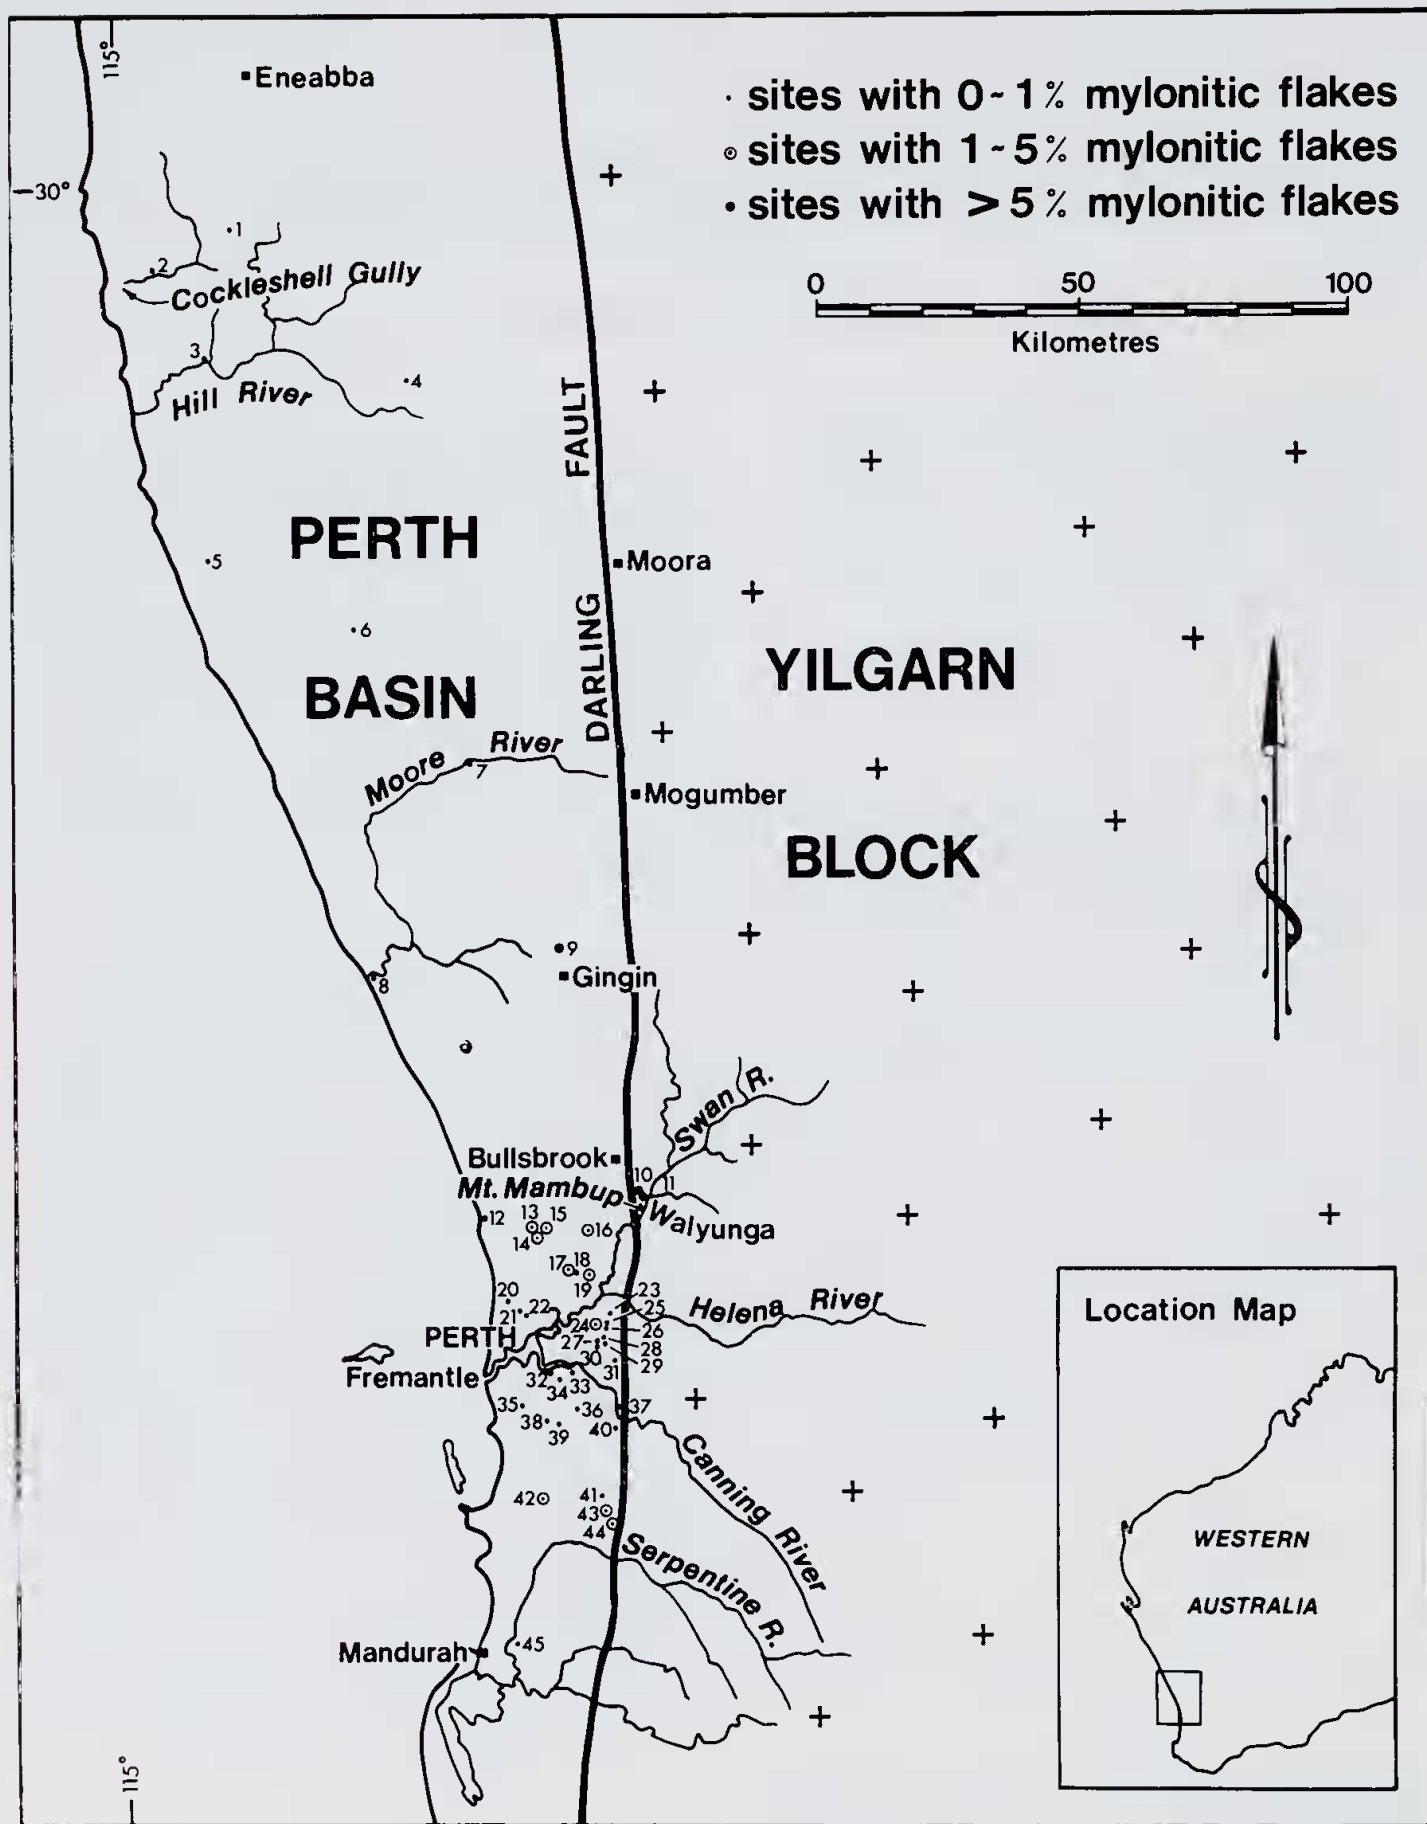 115°
Eneabba
sites with 0-1% mylonitic flakes
sites with 1-5% mylonitic flakes
sites with >5% mylonitic flakes
30°
1
2
Cockleshell Gully
0 50 100
Kilometres
3
4
Hill River
FAULT
PERTH
5
Moora
6
DARLING
YILGARN
BASIN
Moore River
7
Mogumber
BLOCK
9
Gingin
8
Swan R.
Bullsbrook
10 11
Mt. Mambup
Walyunga
12 13 15
14 16
17 18
19
20 21 22 23
Helena River
24 25
PERTH
26
27 28
29
30 31
Fremantle
32 33
34
35 36 37
38 39 40
Canning River
41
42 43
44
Serpentine R.
45
Mandurah
115°
Location Map
WESTERN
AUSTRALIA